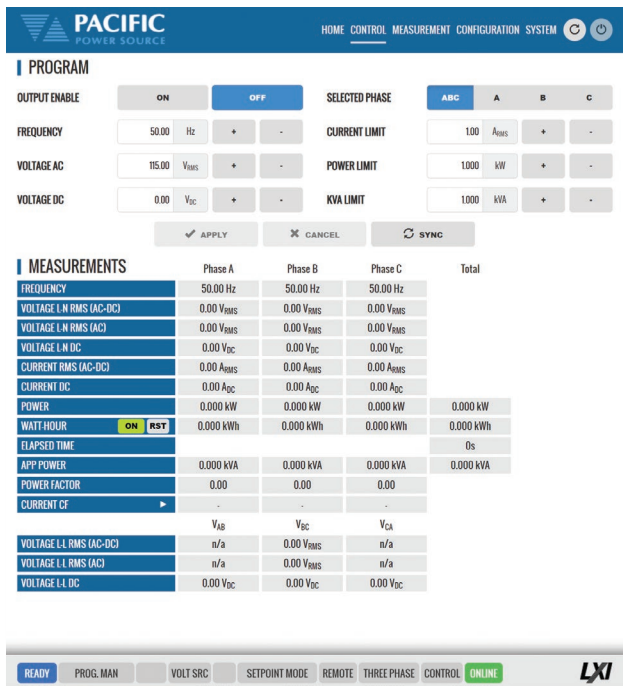 PACIFIC
POWER SOURCE
HOME CONTROL MEASUREMENT CONFIGURATION SYSTEM
PROGRAM
OUTPUT ENABLE ON OFF SELECTED PHASE ABC A B C
FREQUENCY 50.00 Hz + - CURRENT LIMIT 1.00 ARMS + -
VOLTAGE AC 115.00 VRMS + - POWER LIMIT 1.000 kW + -
VOLTAGE DC 0.00 VDC + - KVA LIMIT 1.000 kVA + -
APPLY CANCEL SYNC
MEASUREMENTS Phase A Phase B Phase C Total
FREQUENCY 50.00 Hz 50.00 Hz 50.00 Hz
VOLTAGE L-N RMS (AC-DC) 0.00 VRMS 0.00 VRMS 0.00 VRMS
VOLTAGE L-N RMS (AC) 0.00 VRMS 0.00 VRMS 0.00 VRMS
VOLTAGE L-N DC 0.00 VDC 0.00 VDC 0.00 VDC
CURRENT RMS (AC-DC) 0.00 ARMS 0.00 ARMS 0.00 ARMS
CURRENT DC 0.00 ADC 0.00 ADC 0.00 ADC
POWER 0.000 kW 0.000 kW 0.000 kW 0.000 kW
WATT-HOUR ON RST 0.000 kWh 0.000 kWh 0.000 kWh 0.000 kWh
ELAPSED TIME 0s
APP POWER 0.000 kVA 0.000 kVA 0.000 kVA 0.000 kVA
POWER FACTOR 0.00 0.00 0.00
CURRENT CF - - -
VAB VBC VCA
VOLTAGE L-L RMS (AC-DC) n/a 0.00 VRMS n/a
VOLTAGE L-L RMS (AC) n/a 0.00 VRMS n/a
VOLTAGE L-L DC 0.00 VDC 0.00 VDC 0.00 VDC
READY PROG. MAN VOLT SRC SETPOINT MODE REMOTE THREE PHASE CONTROL ONLINE LXI